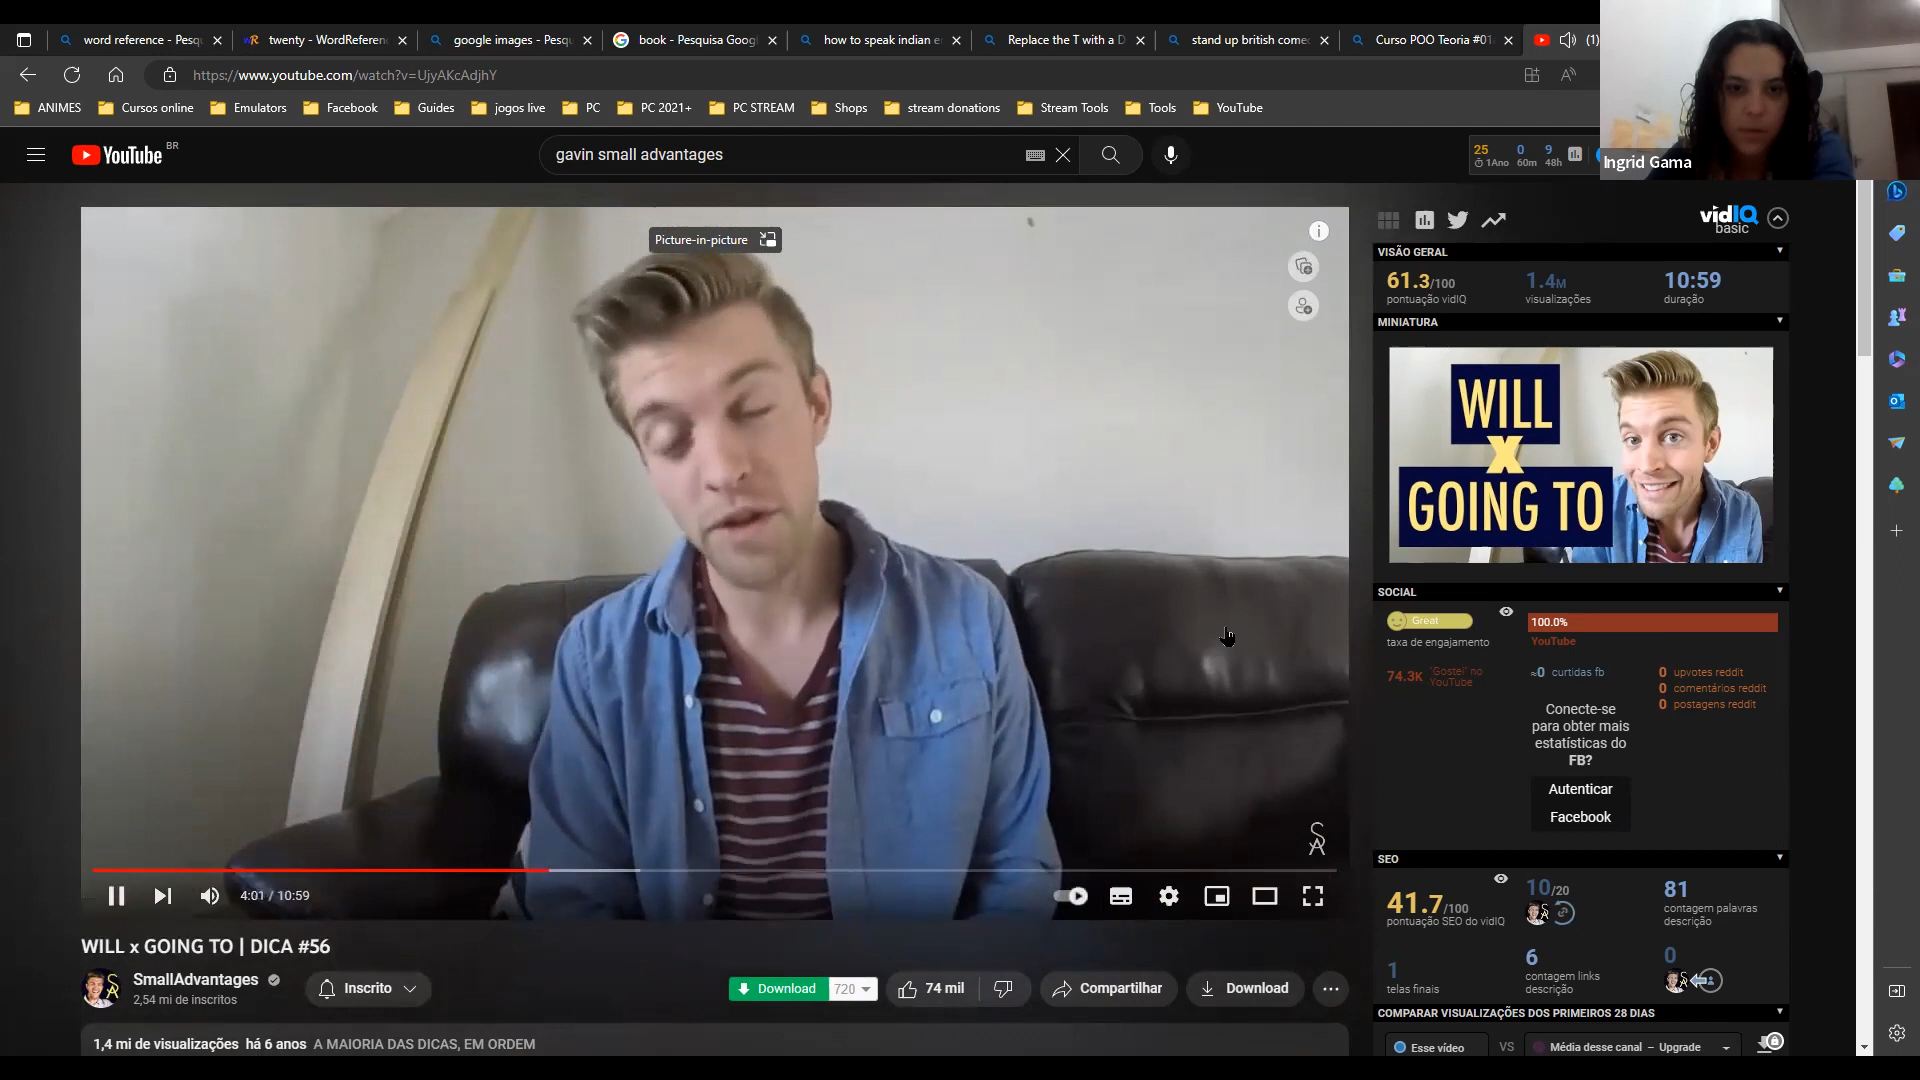 word reference - Pesq
twenty - WordReferen
google images - Pesqu
book - Pesquisa Goog
how to speak indian e
Replace the T with a D
stand up british come
Curso POO Teoria #01
(1)
https://www.youtube.com/watch?v=UjyAKcAdjhY
ANIMES
Cursos online
Emulators
Facebook
Guides
jogos live
PC
PC 2021+
PC STREAM
Shops
stream donations
Stream Tools
Tools
YouTube
YouTube BR
gavin small advantages
25 0 9
1Ano 60m 48h
Ingrid Gama
Picture-in-picture
vidIQ
basic
VISÃO GERAL
61.3/100 1.4M 10:59
pontuação vidIQ visualizações duração
MINIATURA
WILL
X
GOING TO
SOCIAL
Great
taxa de engajamento
100.0%
YouTube
74.3K "Gostei" no
YouTube
≈0 curtidas fb
0 upvotes reddit
0 comentários reddit
0 postagens reddit
Conecte-se
para obter mais
estatísticas do
FB?
Autenticar
Facebook
SEO
41.7/100
pontuação SEO do vidIQ
10/20
81
contagem palavras
descrição
1
telas finais
6
contagem links
descrição
0
COMPARAR VISUALIZAÇÕES DOS PRIMEIROS 28 DIAS
Esse vídeo VS Média desse canal – Upgrade
SA
4:01 / 10:59
WILL x GOING TO | DICA #56
SmallAdvantages
2,54 mi de inscritos
Inscrito
Download 720
74 mil
Compartilhar
Download
1,4 mi de visualizações há 6 anos A MAIORIA DAS DICAS, EM ORDEM